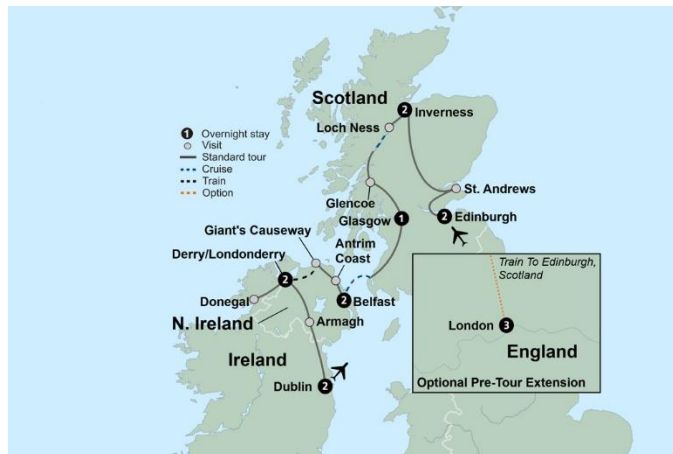 Scotland
2 Inverness
Loch Ness
1 Overnight stay
Visit
Standard tour
Cruise
Train
Option
St. Andrews
Glencoe
2 Edinburgh
Glasgow 1
Giant's Causeway
Antrim
Coast
Derry/Londonderry
2
Train To Edinburgh,
Scotland
Donegal
2 Belfast
N. Ireland
Armagh
London 3
England
Ireland
Dublin 2
Optional Pre-Tour Extension